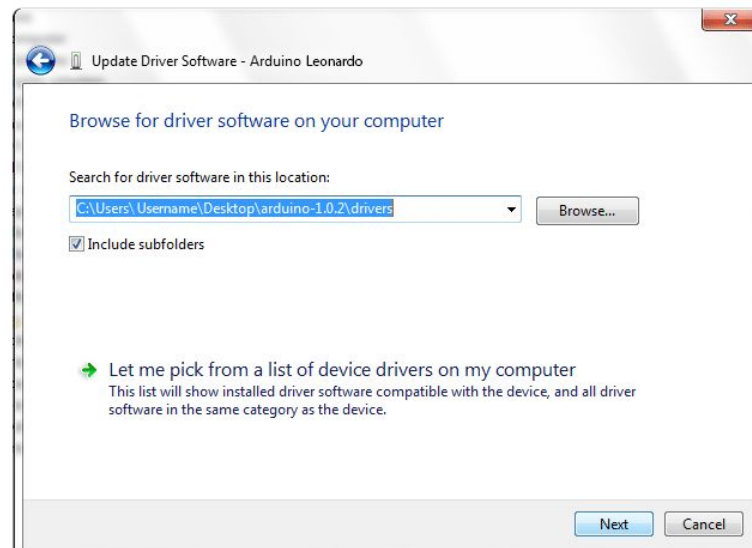 Update Driver Software - Arduino Leonardo
Browse for driver software on your computer
Search for driver software in this location:
C:\Users\Username\Desktop\arduino-1.0.2\drivers
Browse...
Include subfolders
Let me pick from a list of device drivers on my computer
This list will show installed driver software compatible with the device, and all driver
software in the same category as the device.
Next
Cancel